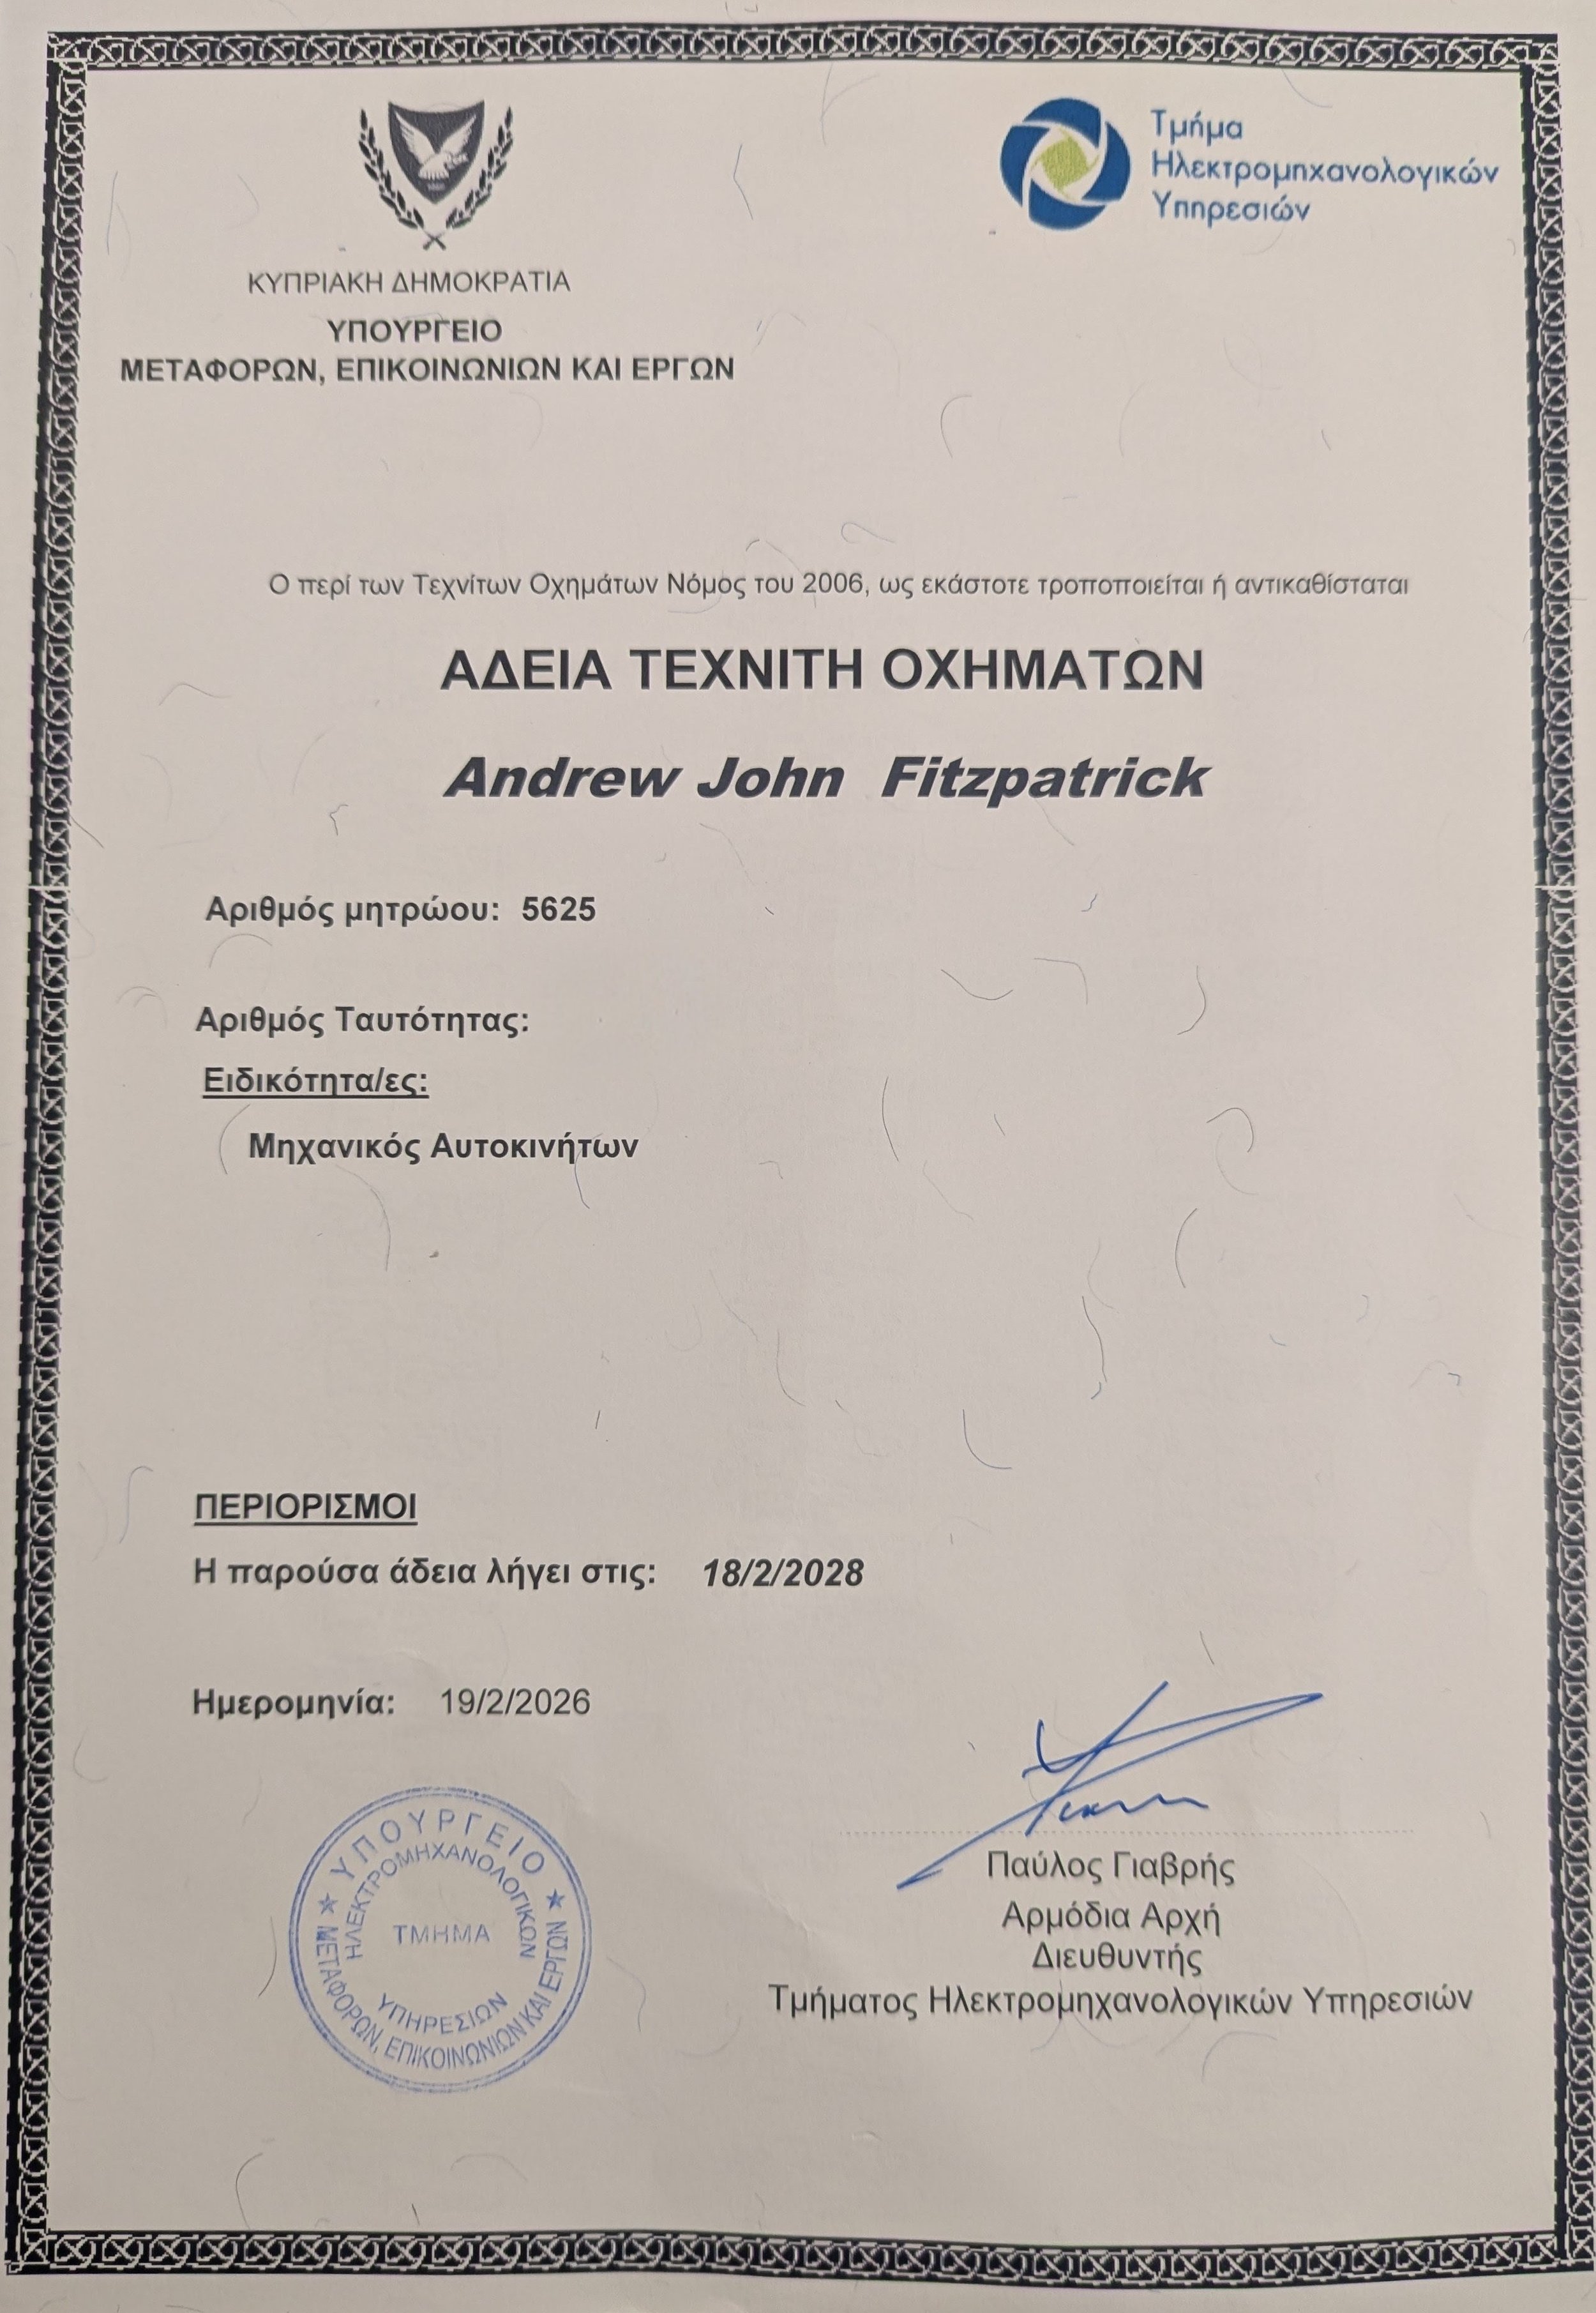 Τμήμα
Ηλεκτρομηχανολογικών
Υπηρεσιών
ΚΥΠΡΙΑΚΗ ΔΗΜΟΚΡΑΤΙΑ
ΥΠΟΥΡΓΕΙΟ
ΜΕΤΑΦΟΡΩΝ, ΕΠΙΚΟΙΝΩΝΙΩΝ ΚΑΙ ΕΡΓΩΝ
Ο περί των Τεχνίτων Οχημάτων Νόμος του 2006, ως εκάστοτε τροποποιείται ή αντικαθίσταται
ΑΔΕΙΑ ΤΕΧΝΙΤΗ ΟΧΗΜΑΤΩΝ
Andrew John Fitzpatrick
Αριθμός μητρώου: 5625
Αριθμός Ταυτότητας:
Ειδικότητα/ες:
Μηχανικός Αυτοκινήτων
ΠΕΡΙΟΡΙΣΜΟΙ
Η παρούσα άδεια λήγει στις: 18/2/2028
Ημερομηνία: 19/2/2026
ΥΠΟΥΡΓΕΙΟ
ΗΛΕΚΤΡΟΜΗΧΑΝΟΛΟΓΙΚΩΝ
ΤΜΗΜΑ
ΥΠΗΡΕΣΙΩΝ
ΜΕΤΑΦΟΡΩΝ, ΕΠΙΚΟΙΝΩΝΙΩΝ ΚΑΙ ΕΡΓΩΝ
Παύλος Γιαβρής
Αρμόδια Αρχή
Διευθυντής
Τμήματος Ηλεκτρομηχανολογικών Υπηρεσιών